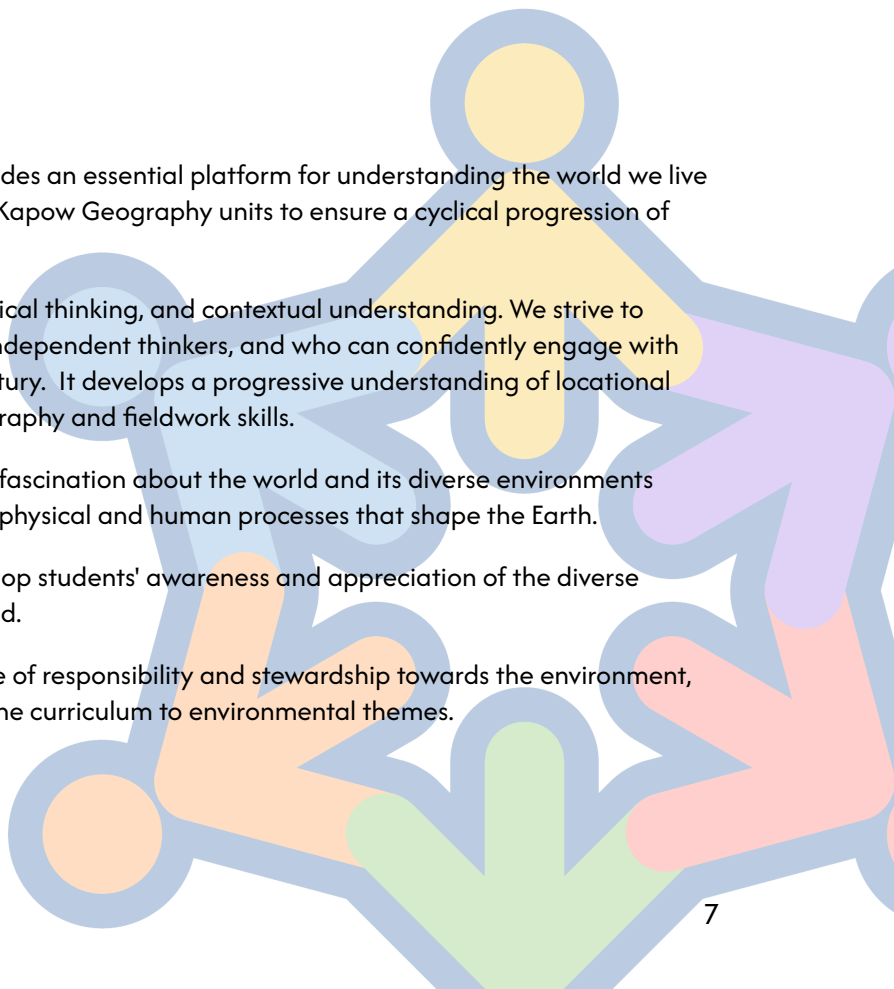 des an essential platform for understanding the world we live
Kapow Geography units to ensure a cyclical progression of
ical thinking, and contextual understanding. We strive to
ndependent thinkers, and who can confidently engage with
tury.  It develops a progressive understanding of locational
raphy and fieldwork skills.
fascination about the world and its diverse environments
physical and human processes that shape the Earth.
op students' awareness and appreciation of the diverse
d.
e of responsibility and stewardship towards the environment,
ne curriculum to environmental themes.
7